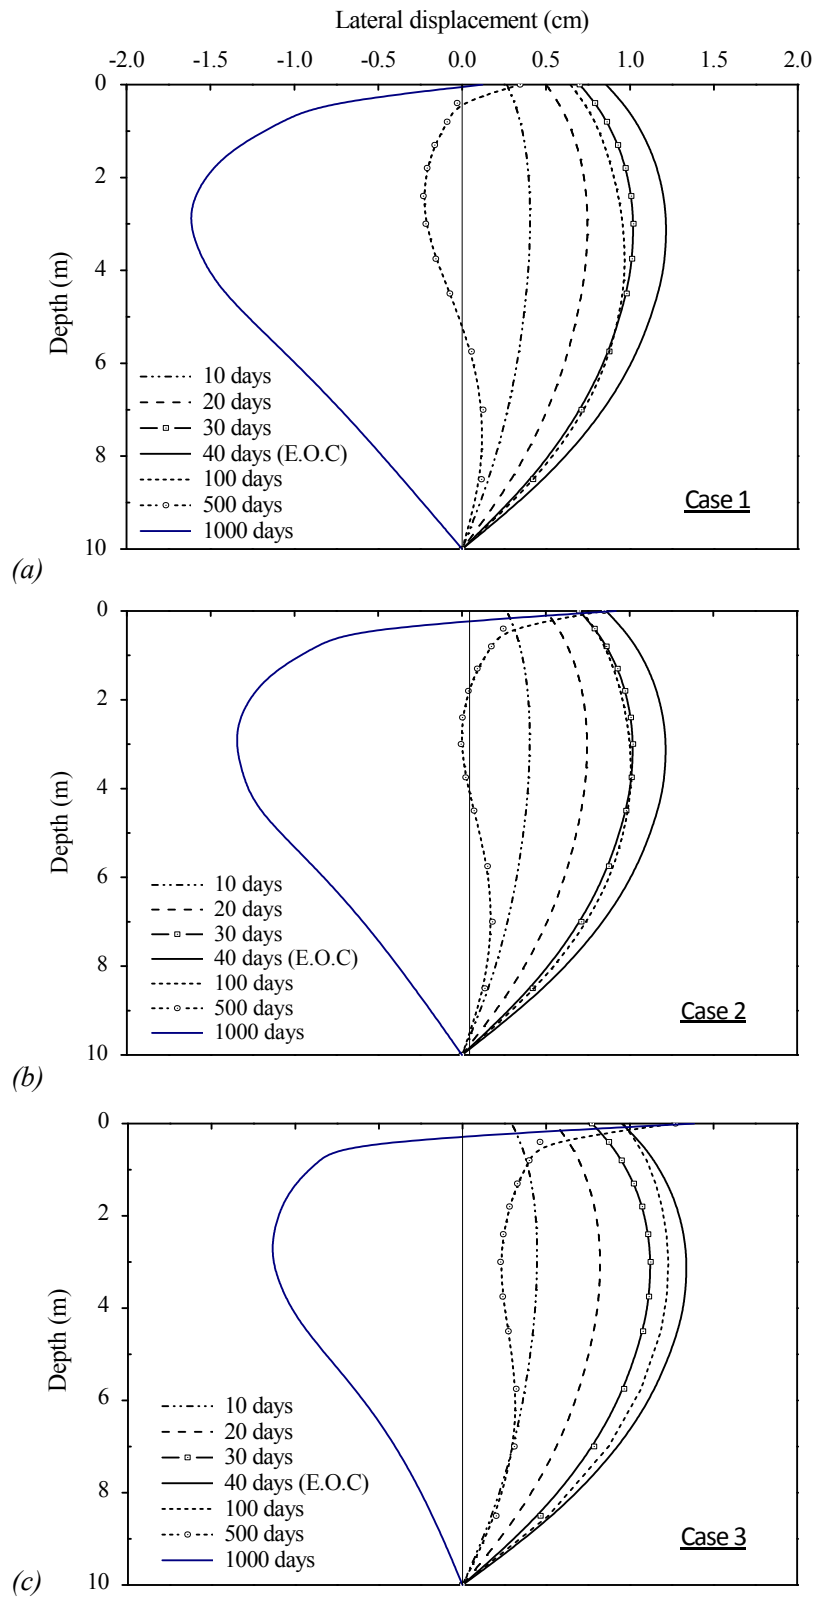 Lateral displacement (cm)
-2.0 -1.5 -1.0 -0.5 0.0 0.5 1.0 1.5 2.0
0
2
4
6
8
10
Depth (m)
10 days
20 days
30 days
40 days (E.O.C)
100 days
500 days
1000 days
Case 1
(a)
0
2
4
6
8
10
Depth (m)
10 days
20 days
30 days
40 days (E.O.C)
100 days
500 days
1000 days
Case 2
(b)
0
2
4
6
8
10
Depth (m)
10 days
20 days
30 days
40 days (E.O.C)
100 days
500 days
1000 days
Case 3
(c)